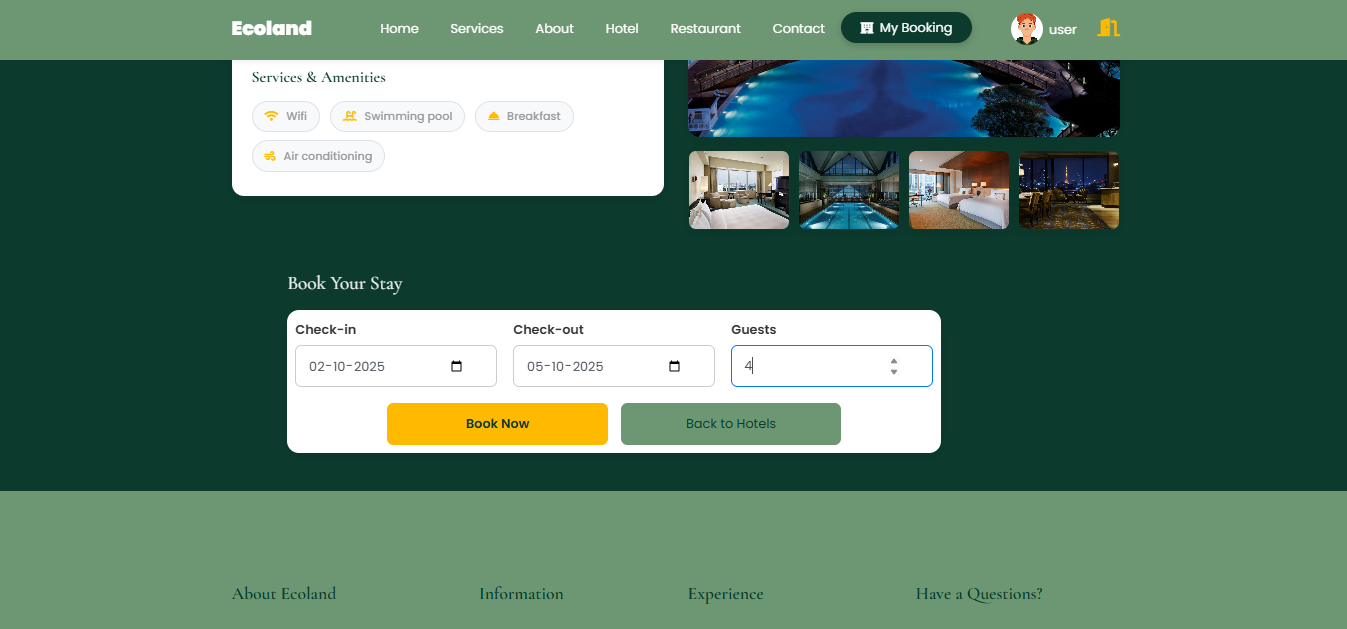 Ecoland Home Services About Hotel Restaurant Contact My Booking user
Services & Amenities
Wifi Swimming pool Breakfast
Air conditioning
Book Your Stay
Check-in Check-out Guests
02-10-2025 05-10-2025 4
Book Now Back to Hotels
About Ecoland Information Experience Have a Questions?